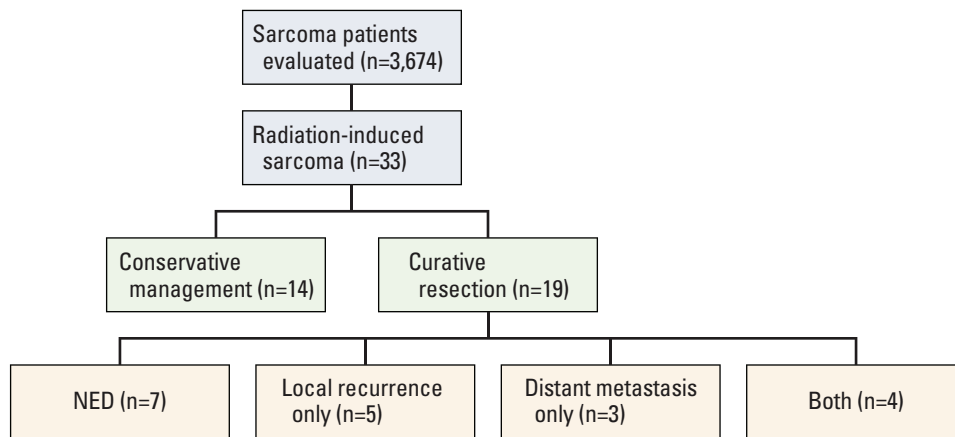 Sarcoma patients
evaluated (n=3,674)
Radiation-induced
sarcoma (n=33)
Conservative
management (n=14)
Curative
resection (n=19)
NED (n=7)
Local recurrence
only (n=5)
Distant metastasis
only (n=3)
Both (n=4)